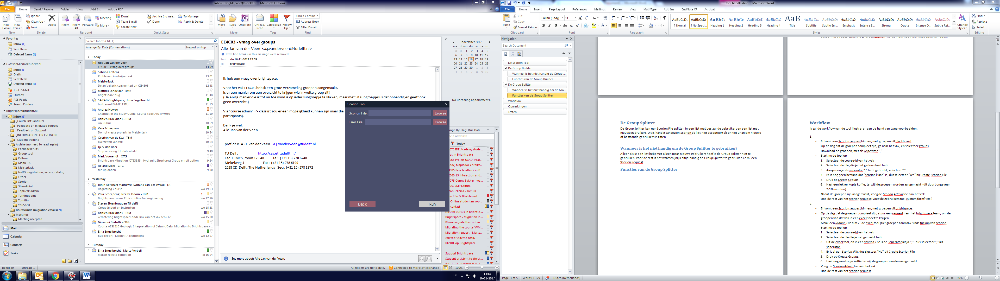 Inbox - Brightspace@tudelft.nl - Microsoft Outlook
File Home Send / Receive Folder View Add-Ins Adobe PDF
New E-mail
New Items
Ignore
Clean Up
Junk
Delete
Reply
Reply All
Forward
Meeting
More
Done!
Team E-mail
Create New
Archive (no nee...
Done
To Manager
Reply & Delete
Move
Rules
OneNote
Unread/ Read
Categorize
Follow Up
Find a Contact
Address Book
Filter E-mail
New Delete Respond Quick Steps Move Tags Find
Favorites
Inbox (1)
Sent Items
Deleted Items (1)
C.W.vanMierlo@tudelft.nl
Inbox (1)
Drafts
Sent Items
Deleted Items (1)
Junk E-Mail
Outbox
RSS Feeds
Search Folders
Brightspace@tudelft.nl
Inbox (1)
_Course lists and D2L
_Feedback on migrated courses
_Feedback on Support
_INFORMATION FOR EVERYONE
_Student training
Archive (no need to read again)
FeedbackFruits
Group tool
Kaltura
Maple TA
Meistertask
NetID, registration, access, catalog
Other
Scorion
SharePoint
TopDesk admin
Turningpoint
Turnitin
YouSeeU
Bouwkunde (migration emails) (9)
Meetings
Meeting accepted
Mail
Calendar
Contacts
Tasks
Items: 30 Unread: 1
Search Inbox (Ctrl+E)
Arrange By: Date (Conversations) Newest on top
Today
Alle-Jan van der Veen
EE4C03 - vraag over groups 13:09
Sabrina Kestens
Problemen inschrijven vak 13:01
MeisterTask
Dejan Veljacic commented on CIE4305 12:48
Matthijs Langelaar - 3ME
brightspace bug 11:48
SA-FAB-Brightspace; Erna Engelbrecht
bulk enroll WM1115TU 11:15
Andrea Huwae
Changes in the Study Guide. Course code AR1TWF030 11:10
Bertien Broekhans - TBM
use rubric 10:59
Vera Scheepens
Do not create projects in Meistertask 10:24
Geerten van de Kaa - TBM
overzetten van vak 10:23
Tjerk den Boer
Stop receiving 'Update alerts' 9:40
Mark Voorendt - CITG
Brightspace Migration (CTB3355 - Hydraulic Structures) Group enroll option 9:34
Roland Klees - CITG
file uploaden 9:30
Yesterday
Jithin Abraham Mathews; Sybrand van der Zwaag - LR
Regarding Course wo 19:23
Vera Scheepens; Neelke Doorn - TBM
Brightspace cursus Ethics online for engineering wo 17:26
Steven Steenbruggen TU delft
Group Import en Instructors wo 15:38
Bertien Broekhans - TBM
verbetering brightspace: dode link van het vak sen2321 wo 15:30
Giovanni Bertotti - CITG
Course AES1510 Geologic Interpretation of Seismic Data: Migration to Brightspace w...
Erna Engelbrecht
Bug report - Maplet TA restrictions wo 12:27
Tuesday
Erna Engelbrecht; Marco Verbeij
Maken release condition di 16:24
EE4C03 - vraag over groups
Alle-Jan van der Veen <a.j.vanderveen@tudelft.nl>
Extra line breaks in this message were removed.
Sent: do 16-11-2017 13:09
To: Brightspace
Ik heb een vraag over brightspace.
Voor het vak EE4C03 heb ik een grote verzameling groepen aangemaakt.
Is er een manier om een overzicht te krijgen wie in welke groep zit?
(De enige manier die ik tot nu toe vond is op ieder subgroepje te klikken, maar met 50 subgroepjes is dat onhandig en geeft ook
geen overzicht.)
Via "course admin" => classlist zou er een mogelijkheid kunnen zijn maar die
participants).
Dank je wel,
Alle-Jan van der Veen
prof.dr.ir. A.-J. van der Veen a.j.vanderveen@tudelft.nl
TU Delft http://cas.et.tudelft.nl/
Fac. EEMCS, room 17.040 Tel: (+31 15) 278 6240
Mekelweg 4 Fax: (+31 15) 278 6190
2628 CD Delft, The Netherlands Secr: (+31 15) 278 1372
See more about: Alle-Jan van der Veen.
All folders are up to date. Connected to Microsoft Exchange 100%
Scorion Tool
Scorion File: Browse
Error File: Browse
Back Run
november 2017
ma di wo do vr za zo
30 31 1 2 3 4 5
6 7 8 9 10 11 12
13 14 15 16 17 18 19
20 21 22 23 24 25 26
27 28 29 30 1 2 3
4 5 6 7 8 9 10
No upcoming appointments.
nge By: Flag: Due Date
e a new task
Today
070 IDE Academy stude...
gs in Brightspace
265 Project UXAD creat...
doc, Mapledoc enrollm...
085 Peer feedback in B...
2060-15 Interaction and...
075 Conny Bakker - wa...
050 JMP Kaltura
on Jellema - Kaltura
in It In & Blackboard
Online studenten voo...
contact
Nieuwe cursus in Brightsp...
Brightspace - Migration In...
Please migrate the conten...
Migrating the course 'WM...
Migration request - Maste...
call voor externe netID
KT2101 op Brightspace
.
Support Brightspace
Student assistent to check...
EN 13:14
16-11-2017
tool handleiding - Microsoft Word
File Home Insert Page Layout References Mailings Review View MathType Add-Ins EndNote X7 Acrobat
Paste
Cut
Copy
Format Painter
Calibri (Body) 11
AaBbCcDc ¶ Normal
AaBbCcDc ¶ No Spaci...
AaBbC Heading 1
AaBbCc Heading 2
AaBbCcI Heading 3
AaBbCcD Heading 4
AaB Title
AaBbCc. Subtitle
AaBbCcDc Subtle Em...
AaBbCcDc Emphasis
AaBbCcDc Intense E...
AaBbCcDc Strong
AaBbCcDc Quote
AaBbCcDc Intense Q...
AaBbCcDc Subtle Ref...
Change Styles
Find
Replace
Select
Clipboard Font Paragraph Styles Editing
Navigation
Search Document
De Scorion Tool
De Group Builder
Wanneer is het niet handig de Group ...
Functies van de Group Builder
De Group Splitter
Wanneer is het niet handig om de Gro...
Functies van de Group Splitter
Workflow
Opmerkingen
Testen
De Group Splitter
De Group Splitter kan een Scorion File splitten in een lijst met bestaande gebruikers en een lijst met
nieuwe gebruikers. Dit is handig aangezien Scorion de lijst niet accepteert als er niet unaniem nieuwe
of bestaande gebruikers in zitten.
Wanneer is het niet handig om de Group Splitter te gebruiken?
Alleen als je een lijst hebt met alleen maar nieuwe gebruikers hoef je de Group Splitter niet te
gebruiken. Voor de rest is het waarschijnlijk altijd handig de Group Splitter te gebruiken i.c.m. een
Scorion Request.
Functies van de Group Splitter
Workflow
Ik zal de workflow van de tool illustreren aan de hand van twee voorbeelden.
1.
- Er komt een Scorion request binnen, met groepen uit blackboard
- Op de dag dat de groepen compleet zijn, ga naar het vak, en selecteer groups
- Download de groepen, met als Seperator ","
- Start nu de tool op
1. Selecteer de course-Id van het vak
2. Selecteer de file, die je net gedownload hebt
3. Aangezien je als seperator "," hebt gebruikt, selecteer ","
4. Er is nog geen bestand dat "scorion klaar" is, dus selecteer "Yes" bij Create Scorion File
5. Druk op Create Groups
6. Haal een lekker kopje koffie, terwijl de groepen worden aangemaakt (dit duurt ongeveer
2-10 minuten)
- Nadat de groepen zijn aangemaakt, voeg de Scorion Admin toe aan het vak
- Doe de rest van het scorion request (Voeg de gebruikers toe, custom form? Etc.)
2.
- Er komt een Scorion request binnen, met groepen uit brightspace
- Op de dag dat de groepen compleet zijn, stuur een request naar het brightspace team, om de
groepen van dat vak in een excel sheet te krijgen
- Maak een Scorion File d.m.v. de excel tool (zie: groepen aanmaak sinds fuckup van scorion)
- Start nu de tool op
1. Selecteer de course-Id van het vak
2. Selecteer de file die je net gemaakt hebt
3. Uit de excel tool, en in een Scorion File is de Seperator altijd ";", dus selecteer ";" als
seperator
4. Er is al een Scorion File, dus slecteer "No" bij Create Scorion File
5. Druk op Create Groups
6. Haal nog een kopje koffie terwijl de groepen worden aangemaakt
- Voeg de Scorion Admin toe aan het vak
- Doe de rest van het scorion request
Page: 3 of 5 Words: 1.179 Dutch (Netherlands) 90%